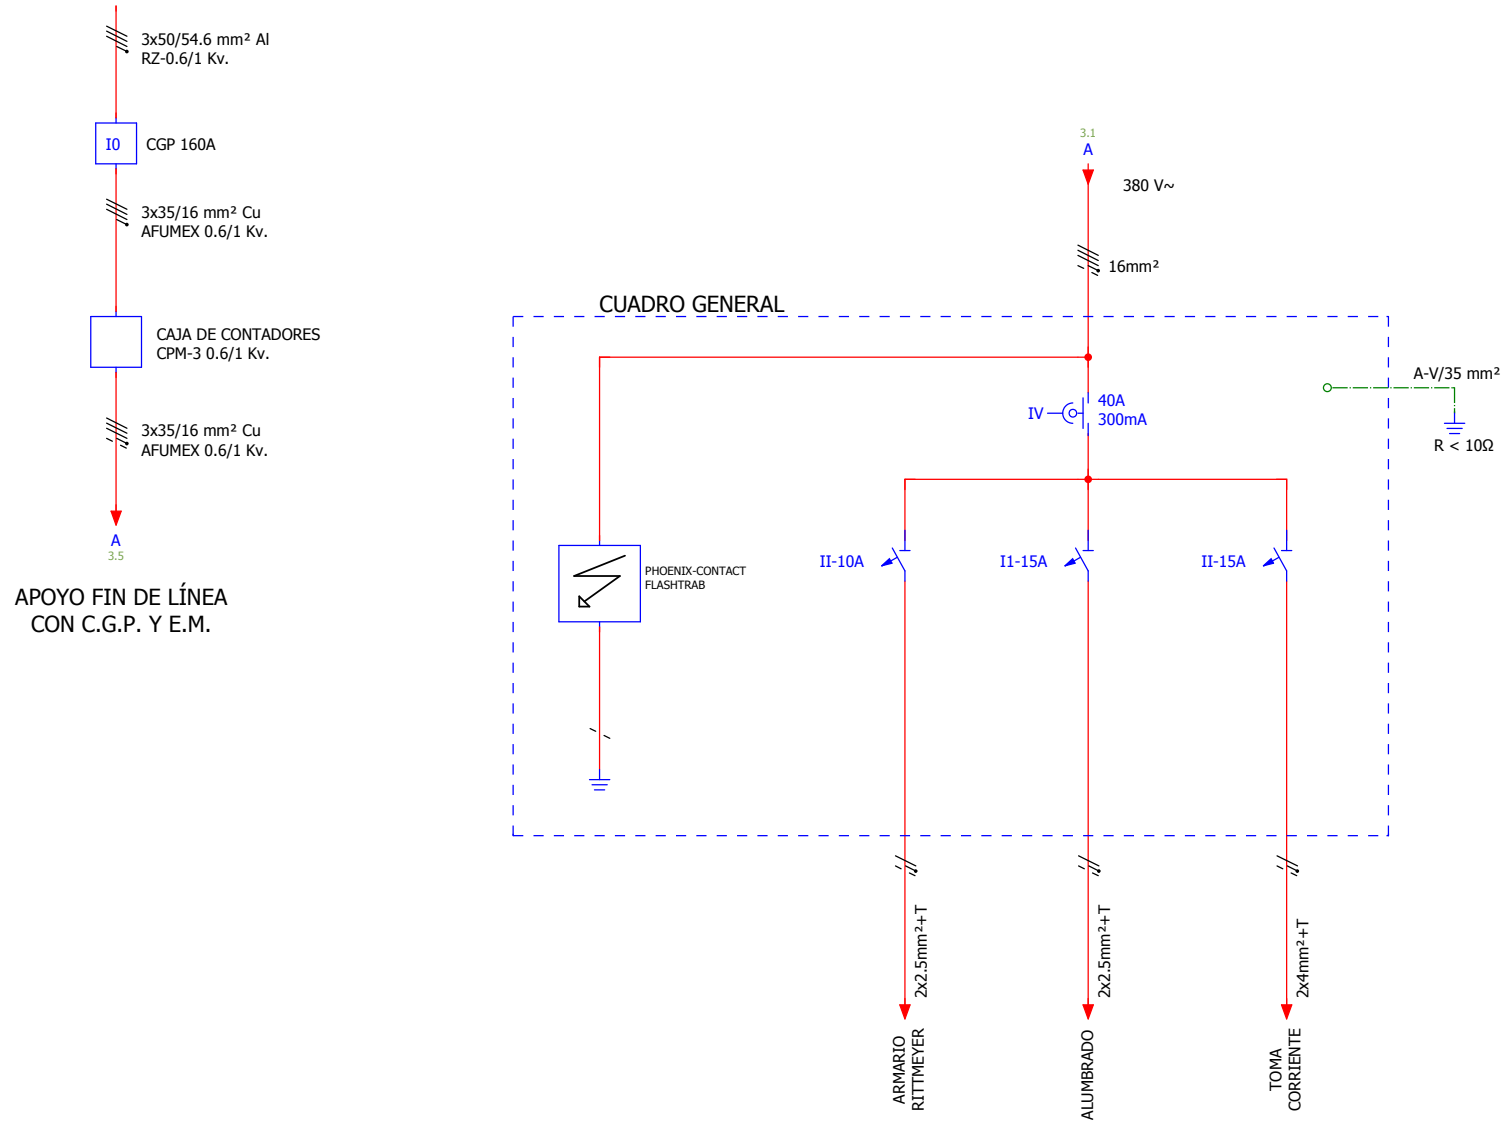 3x50/54.6 mm² Al
RZ-0.6/1 Kv.
I0
CGP 160A
3x35/16 mm² Cu
AFUMEX 0.6/1 Kv.
CAJA DE CONTADORES
CPM-3 0.6/1 Kv.
3x35/16 mm² Cu
AFUMEX 0.6/1 Kv.
A
3.5
APOYO FIN DE LÍNEA
CON C.G.P. Y E.M.
3.1
A
380 V~
16mm²
CUADRO GENERAL
A-V/35 mm²
R < 10Ω
IV
40A
300mA
PHOENIX-CONTACT
FLASHTRAB
II-10A
I1-15A
II-15A
2x2.5mm²+T
2x2.5mm²+T
2x4mm²+T
ARMARIO
RITTMEYER
ALUMBRADO
TOMA
CORRIENTE